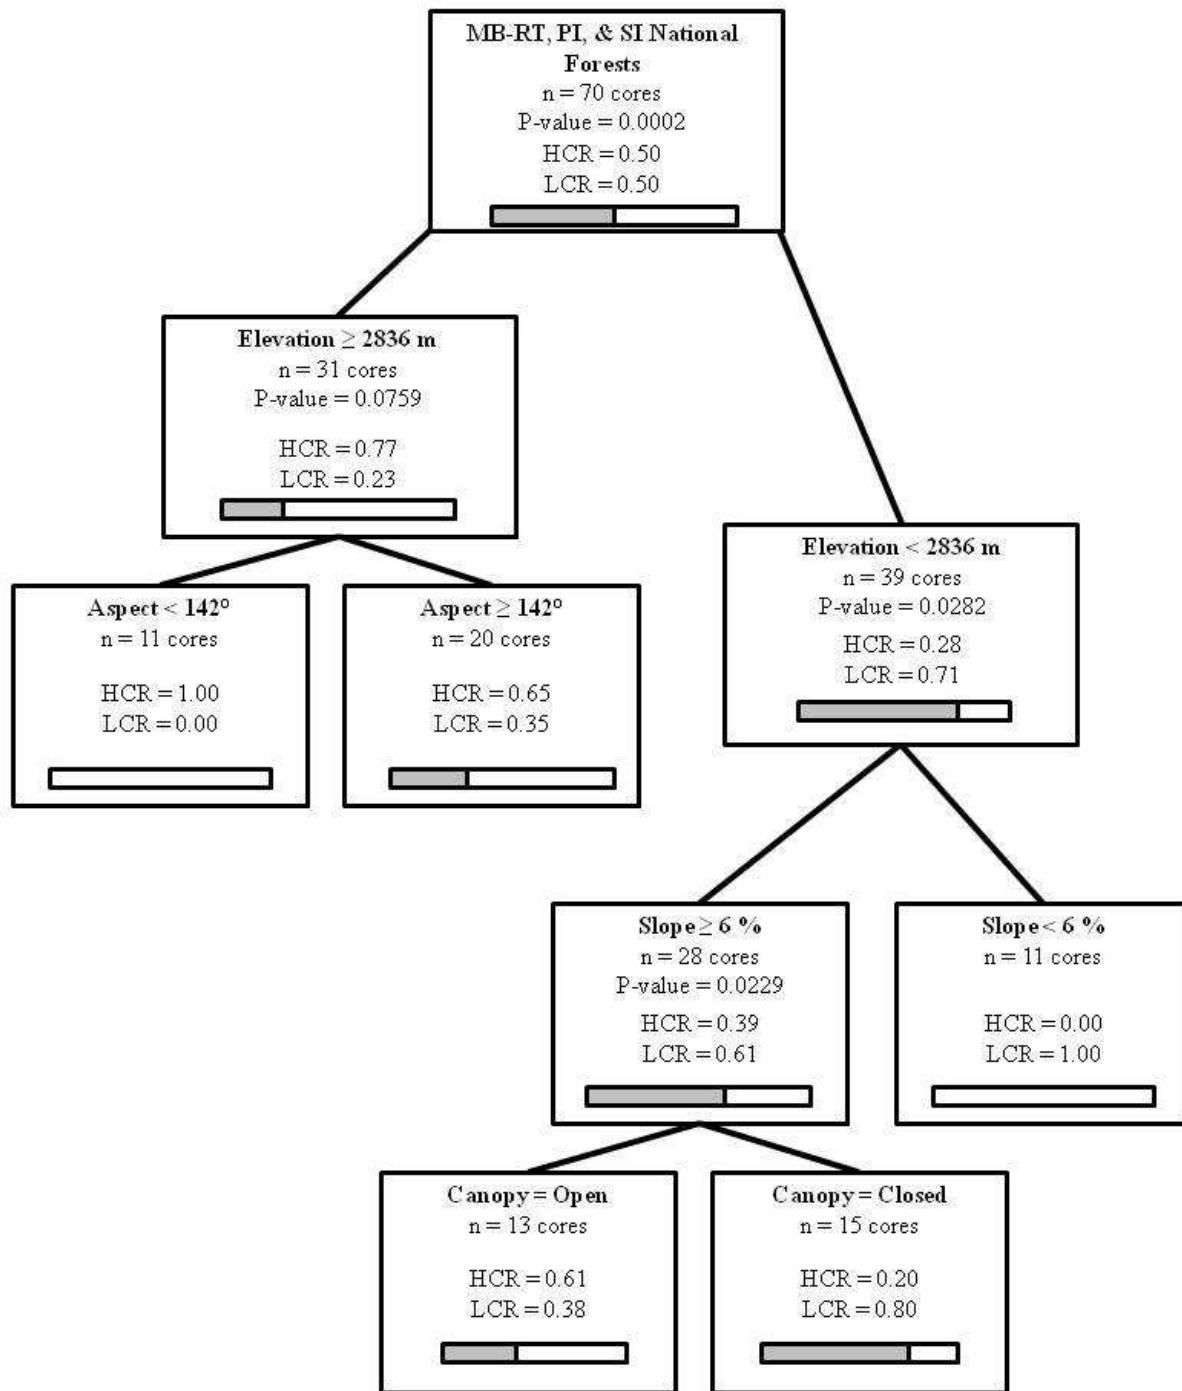 MB-RT, PI, & SI National
Forests
n = 70 cores
P-value = 0.0002
HCR = 0.50
LCR = 0.50
Elevation ≥ 2836 m
n = 31 cores
P-value = 0.0759
HCR = 0.77
LCR = 0.23
Elevation < 2836 m
n = 39 cores
P-value = 0.0282
HCR = 0.28
LCR = 0.71
Aspect < 142°
n = 11 cores
HCR = 1.00
LCR = 0.00
Aspect ≥ 142°
n = 20 cores
HCR = 0.65
LCR = 0.35
Slope ≥ 6 %
n = 28 cores
P-value = 0.0229
HCR = 0.39
LCR = 0.61
Slope < 6 %
n = 11 cores
HCR = 0.00
LCR = 1.00
Canopy = Open
n = 13 cores
HCR = 0.61
LCR = 0.38
Canopy = Closed
n = 15 cores
HCR = 0.20
LCR = 0.80